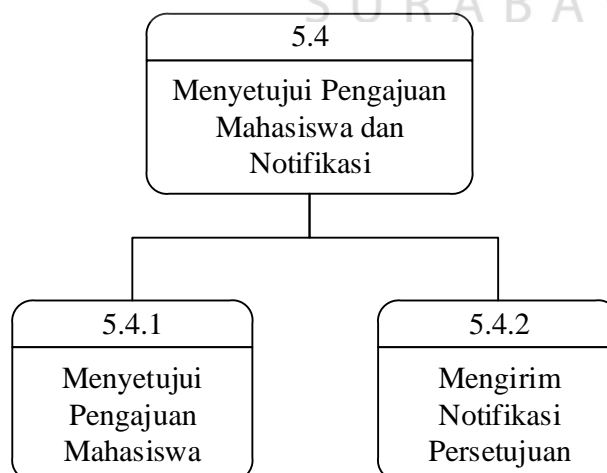 SURABA
5.4
Menyetujui Pengajuan
Mahasiswa dan
Notifikasi
5.4.1
Menyetujui
Pengajuan
Mahasiswa
5.4.2
Mengirim
Notifikasi
Persetujuan